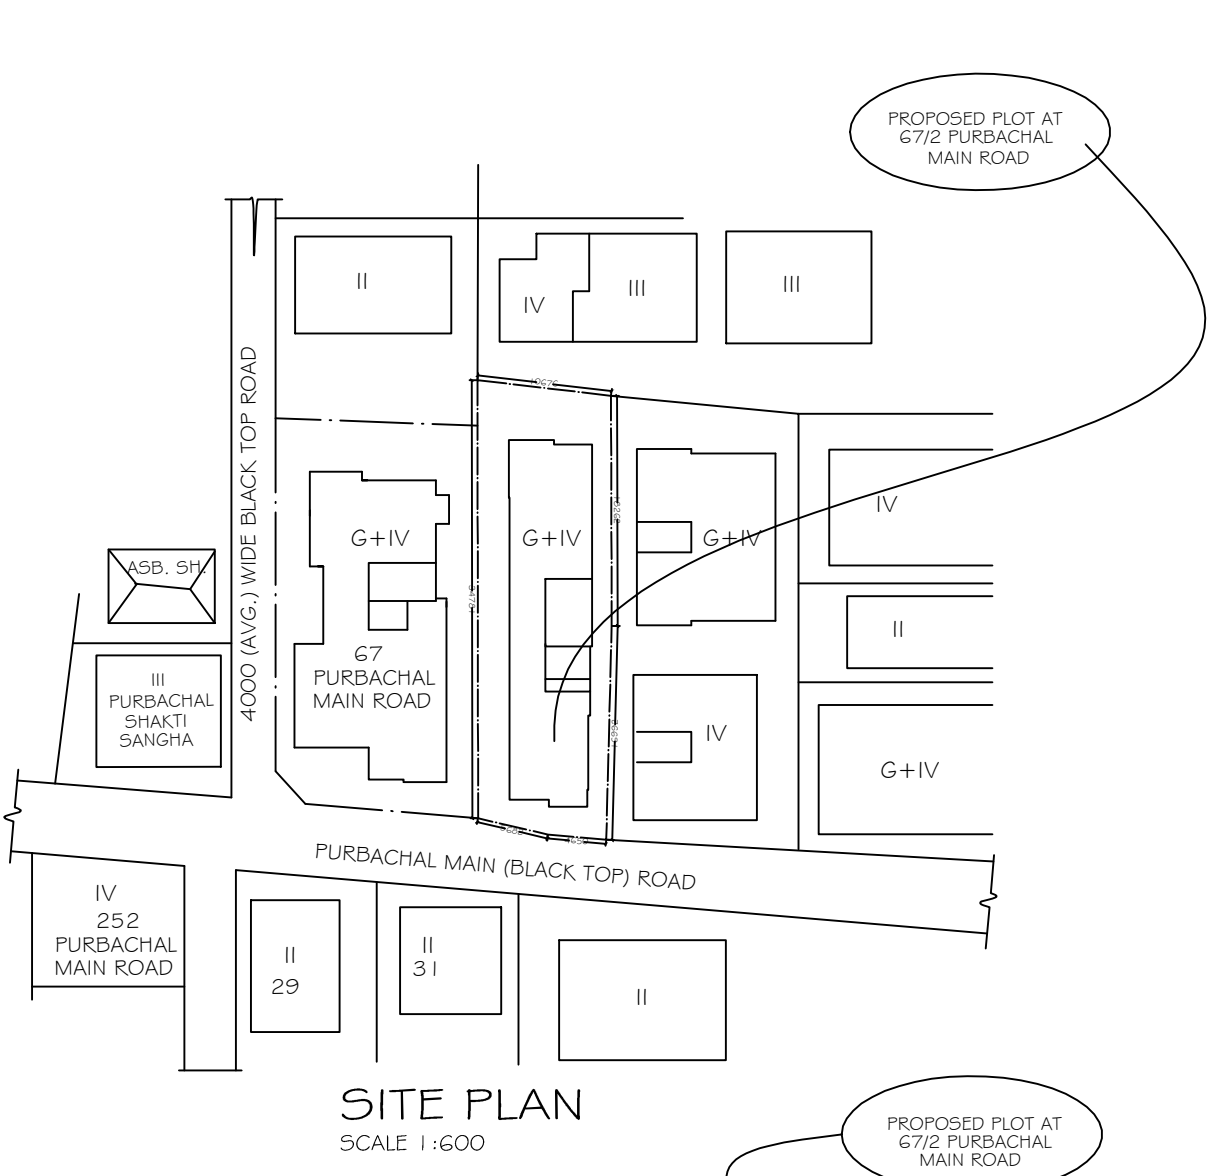 PROPOSED PLOT AT
67/2 PURBACHAL
MAIN ROAD
II
IV
III
III
4000 (AVG.) WIDE BLACK TOP ROAD
G+IV
G+IV
G+IV
IV
ASB. SH.
67
PURBACHAL
MAIN ROAD
II
III
PURBACHAL
SHAKTI
SANGHA
IV
G+IV
PURBACHAL MAIN (BLACK TOP) ROAD
IV
252
PURBACHAL
MAIN ROAD
II
29
II
31
II
SITE PLAN
SCALE 1:600
PROPOSED PLOT AT
67/2 PURBACHAL
MAIN ROAD